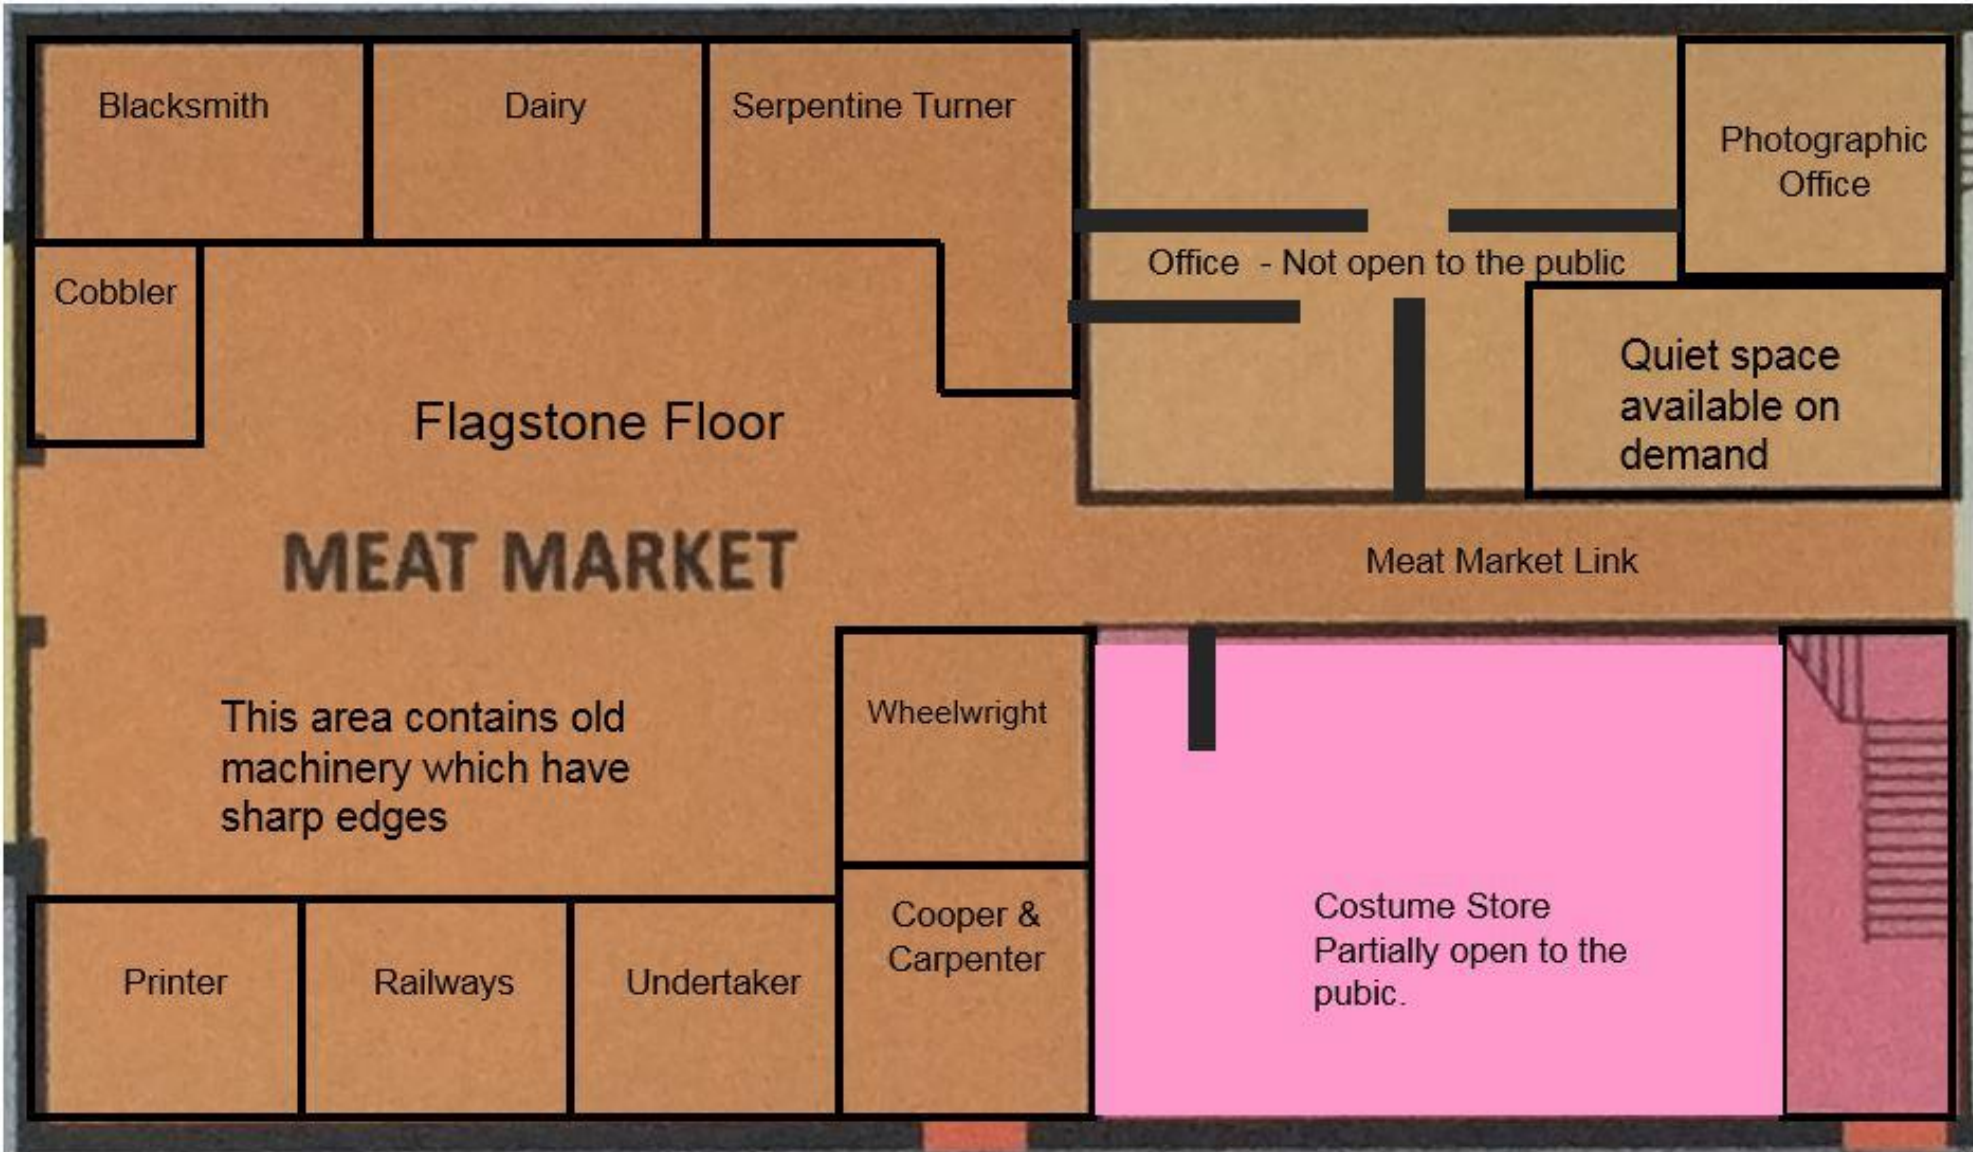 Blacksmith
Dairy
Serpentine Turner
Photographic
Office
Office - Not open to the public
Cobbler
Quiet space
available on
demand
Flagstone Floor
MEAT MARKET
Meat Market Link
This area contains old
machinery which have
sharp edges
Wheelwright
Cooper &
Carpenter
Costume Store
Partially open to the
pubic.
Printer
Railways
Undertaker